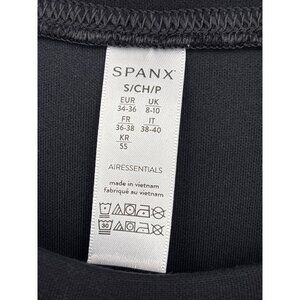 SPANX
S/CH/P
EUR UK
34-36 8-10
FR IT
36-38 38-40
KR
55
AIRESSENTIALS
made in vietnam
fabriqué au vietnam
30